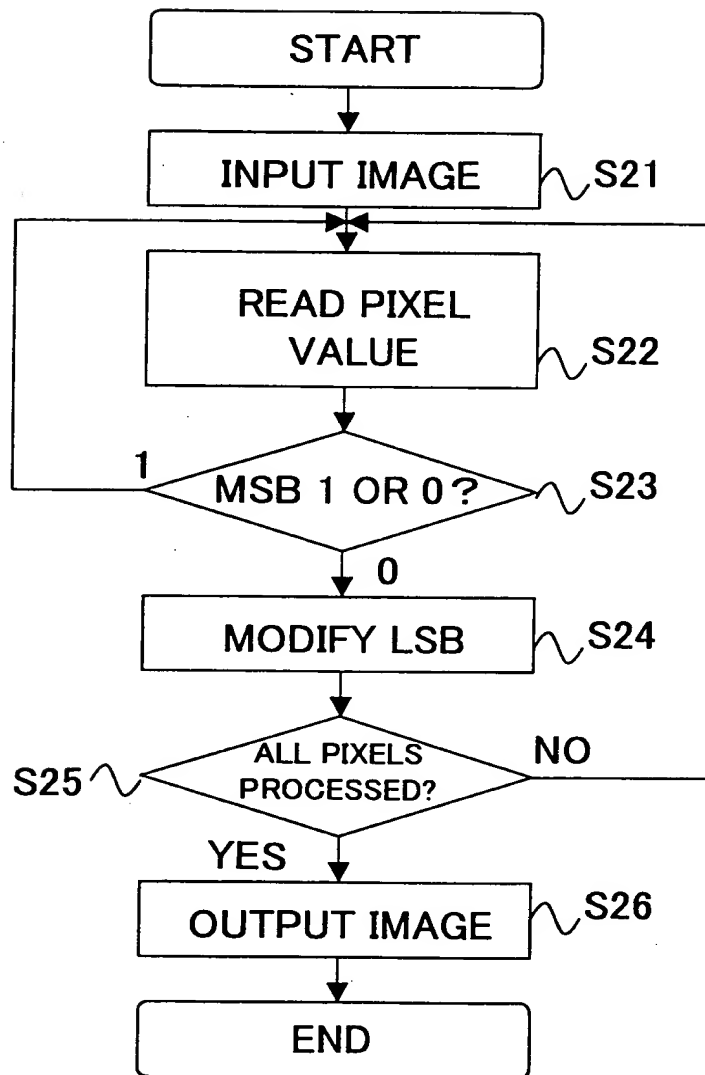 START
INPUT IMAGE
S21
READ PIXEL
VALUE
S22
1
MSB 1 OR 0?
S23
0
MODIFY LSB
S24
ALL PIXELS
PROCESSED?
NO
S25
YES
OUTPUT IMAGE
S26
END